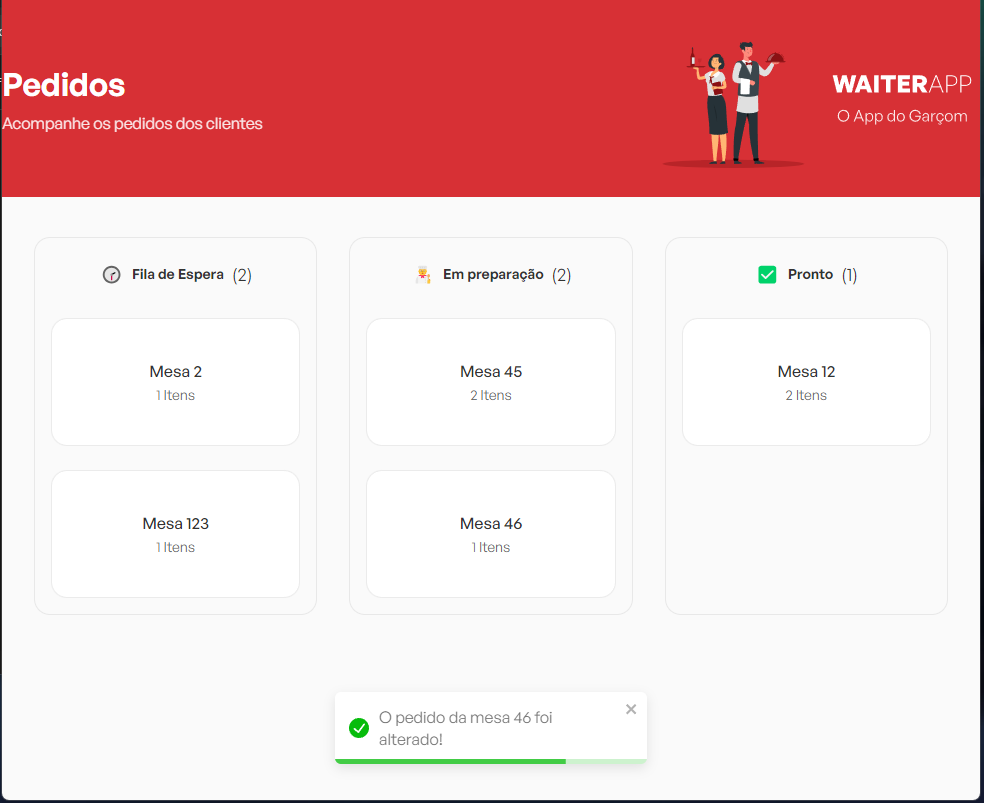 Pedidos
Acompanhe os pedidos dos clientes
WAITERAPP
O App do Garçom
Fila de Espera (2)
Mesa 2
1 Itens
Mesa 123
1 Itens
Em preparação (2)
Mesa 45
2 Itens
Mesa 46
1 Itens
Pronto (1)
Mesa 12
2 Itens
O pedido da mesa 46 foi
alterado!